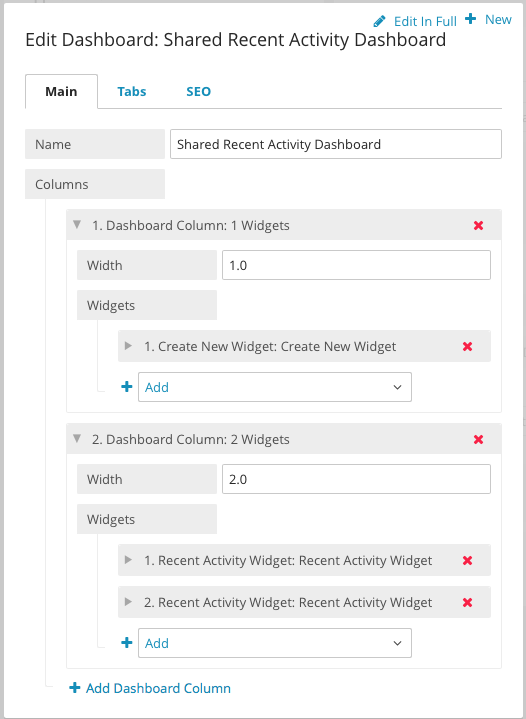 Edit In Full New
Edit Dashboard: Shared Recent Activity Dashboard
Main Tabs SEO
Name Shared Recent Activity Dashboard
Columns
1. Dashboard Column: 1 Widgets
Width 1.0
Widgets
1. Create New Widget: Create New Widget
Add
2. Dashboard Column: 2 Widgets
Width 2.0
Widgets
1. Recent Activity Widget: Recent Activity Widget
2. Recent Activity Widget: Recent Activity Widget
Add
Add Dashboard Column